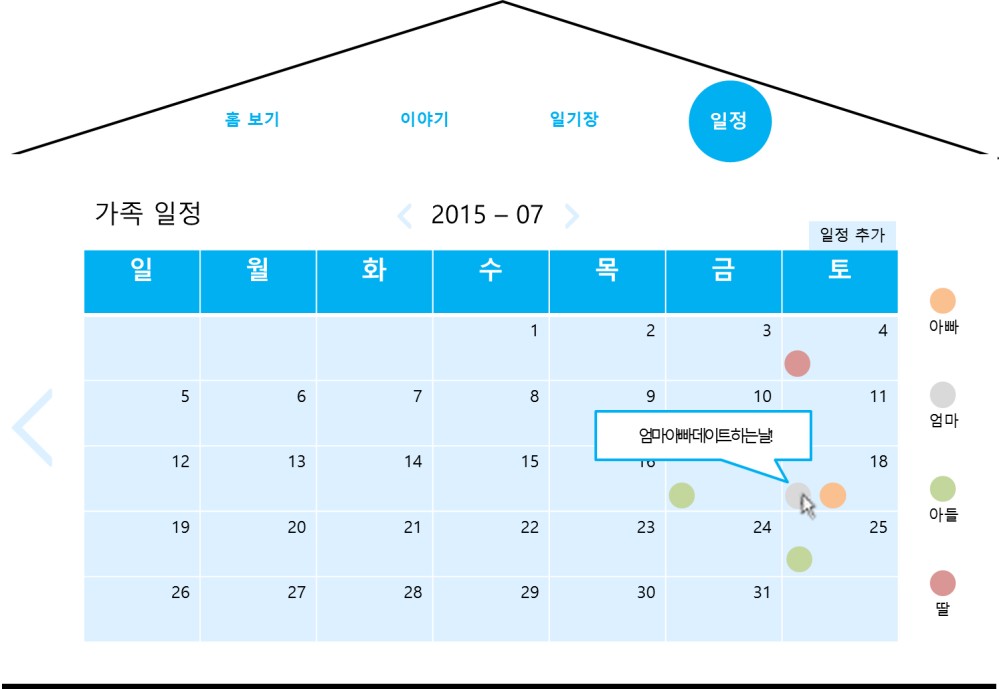 홈 보기 이야기 일기장 일정
가족 일정 2015 – 07
일정 추가
일 월 화 수 목 금 토
1 2 3 4
5 6 7 8 9 10 11
엄마아빠데이트하는날!
12 13 14 15 16 18
19 20 21 22 23 24 25
26 27 28 29 30 31
아빠
엄마
아들
딸